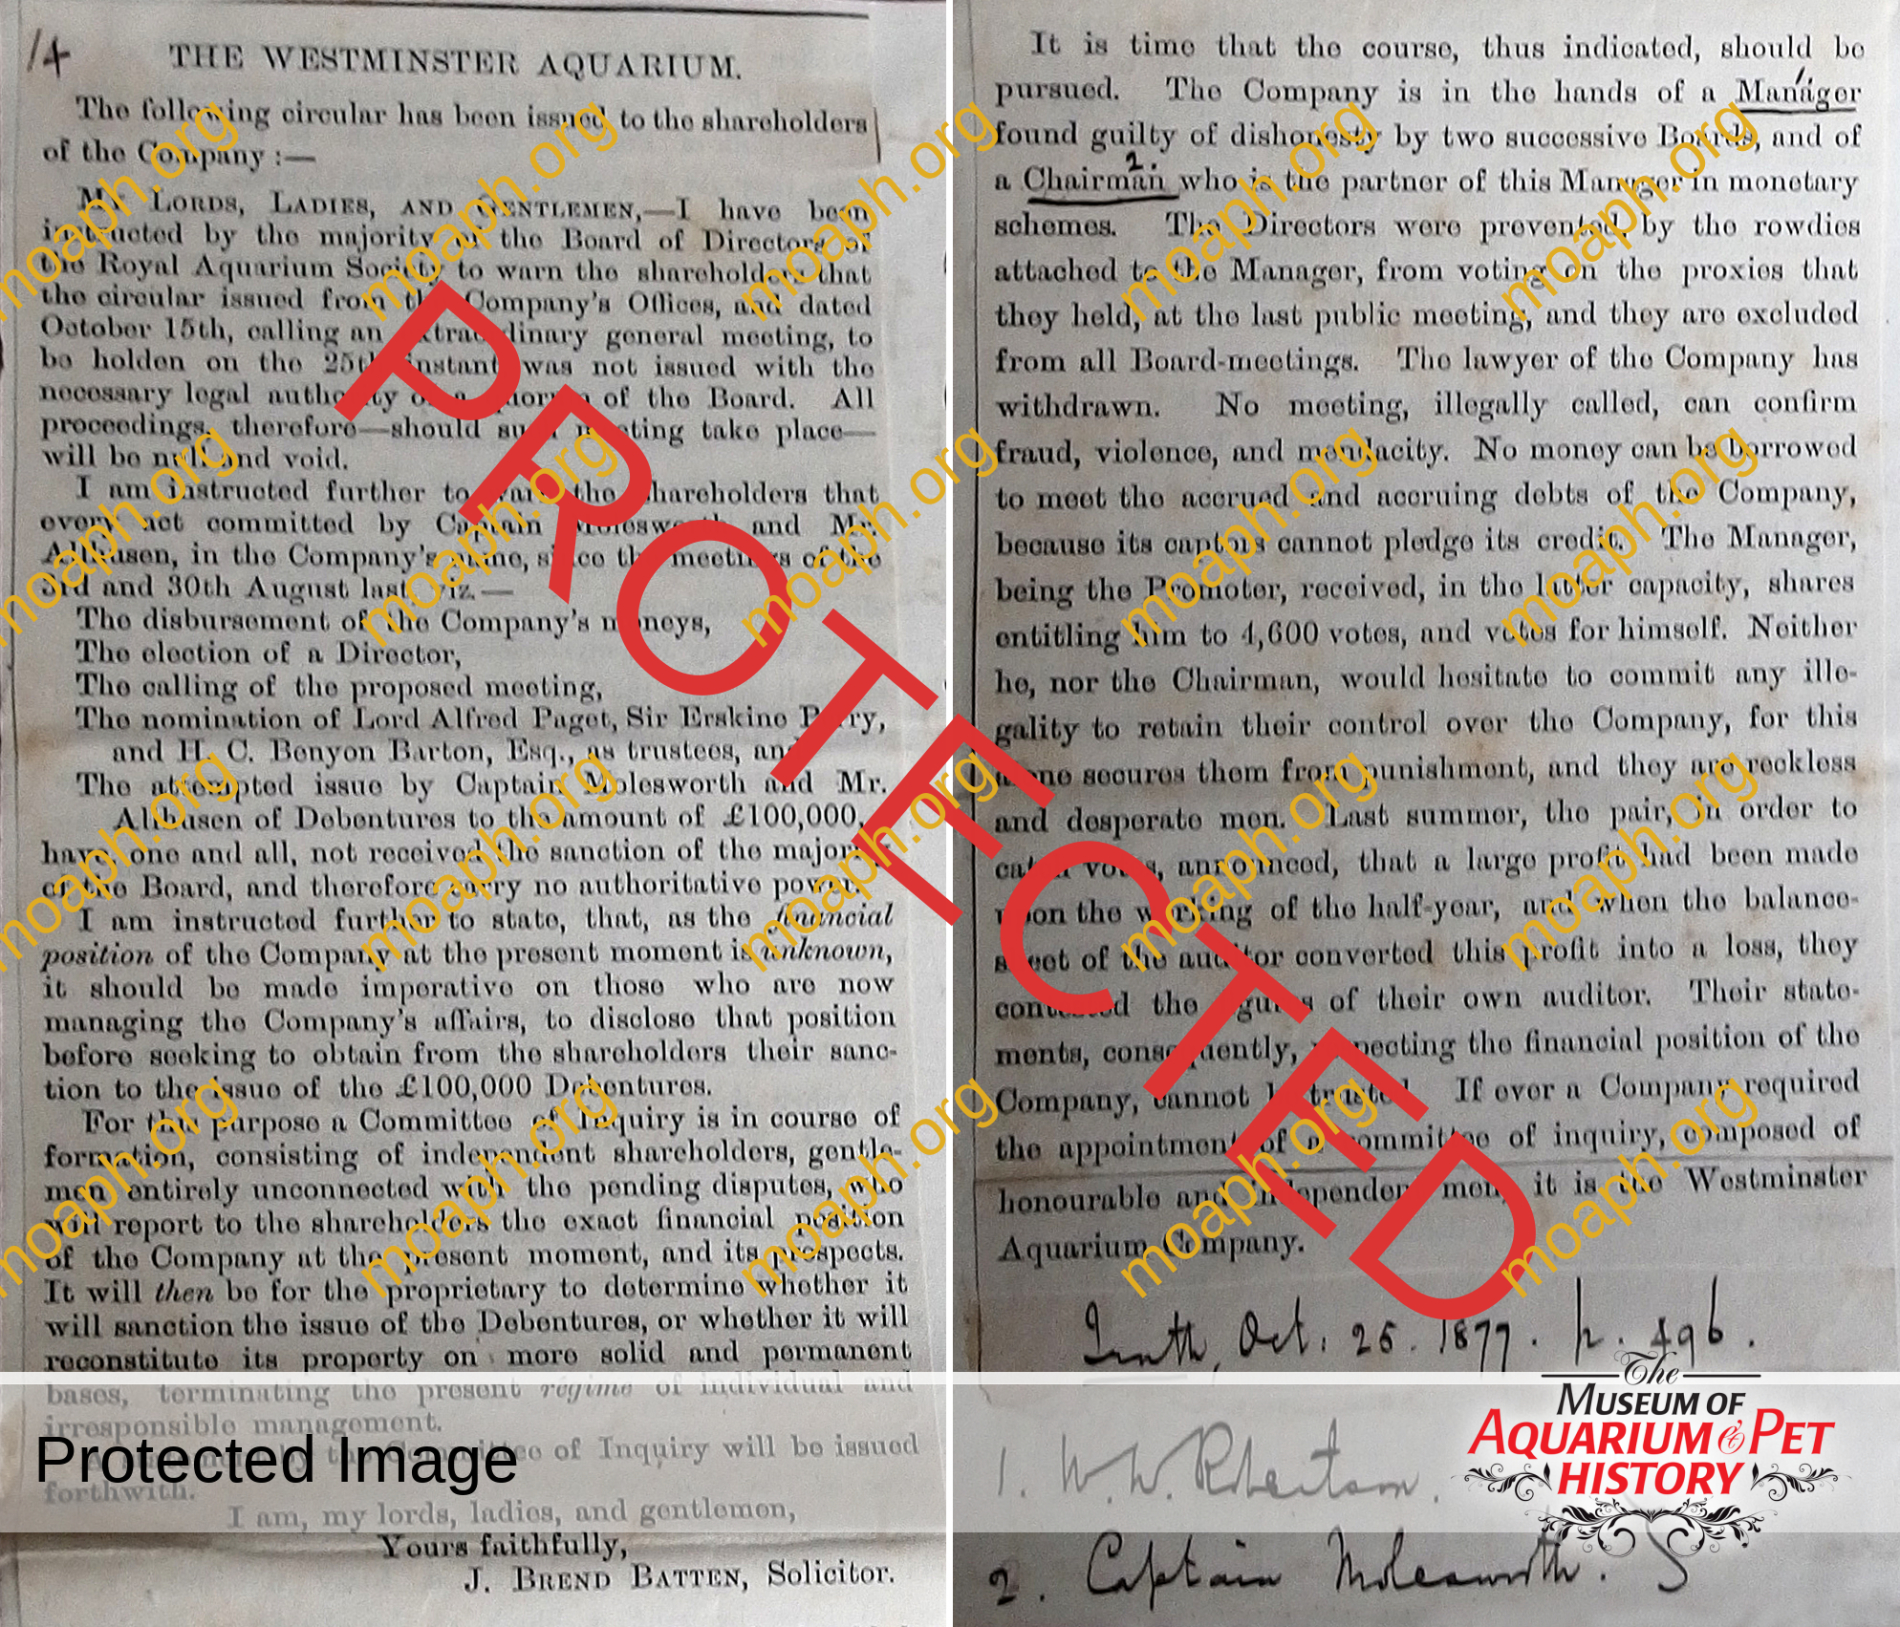 14
THE WESTMINSTER AQUARIUM.
The following circular has been issued to the shareholders
of the Company :—
My Lords, Ladies, and Gentlemen,—I have been
instructed by the majority of the Board of Directors of
the Royal Aquarium Society to warn the shareholders that
the circular issued from the Company's Offices, and dated
October 15th, calling an extraordinary general meeting, to
be holden on the 25th instant was not issued with the
necessary legal authority of a majority of the Board. All
proceedings, therefore—should such meeting take place—
will be null and void.
I am instructed further to warn the shareholders that
every act committed by Captain Molesworth and Mr.
Alhusen, in the Company's name, since the meetings of the
3rd and 30th August last, viz.—
The disbursement of the Company's moneys,
The election of a Director,
The calling of the proposed meeting,
The nomination of Lord Alfred Paget, Sir Erskine Perry,
and H. C. Benyon Barton, Esq., as trustees, and
The attempted issue by Captain Molesworth and Mr.
Alhusen of Debentures to the amount of £100,000,
have one and all, not received the sanction of the majority
of the Board, and therefore carry no authoritative power.
I am instructed further to state, that, as the financial
position of the Company at the present moment is unknown,
it should be made imperative on those who are now
managing the Company's affairs, to disclose that position
before seeking to obtain from the shareholders their sanc-
tion to the issue of the £100,000 Debentures.
For this purpose a Committee of Inquiry is in course of
formation, consisting of independent shareholders, gentle-
men entirely unconnected with the pending disputes, who
will report to the shareholders the exact financial position
of the Company at the present moment, and its prospects.
It will then be for the proprietary to determine whether it
will sanction the issue of the Debentures, or whether it will
reconstitute its property on more solid and permanent
bases, terminating the present régime of individual and
irresponsible management.
of Inquiry will be issued
forthwith.
I am, my lords, ladies, and gentlemen,
Yours faithfully,
J. Brend Batten, Solicitor.
It is time that the course, thus indicated, should be
pursued. The Company is in the hands of a Manager 1.
found guilty of dishonesty by two successive Boards, and of
a Chairman 2. who is the partner of this Manager in monetary
schemes. The Directors were prevented, by the rowdies
attached to the Manager, from voting on the proxies that
they held, at the last public meeting, and they are excluded
from all Board-meetings. The lawyer of the Company has
withdrawn. No meeting, illegally called, can confirm
fraud, violence, and mendacity. No money can be borrowed
to meet the accrued and accruing debts of the Company,
because its captors cannot pledge its credit. The Manager,
being the Promoter, received, in the latter capacity, shares
entitling him to 4,600 votes, and votes for himself. Neither
he, nor the Chairman, would hesitate to commit any ille-
gality to retain their control over the Company, for this
alone secures them from punishment, and they are reckless
and desperate men. Last summer, the pair, in order to
catch votes, announced, that a large profit had been made
upon the working of the half-year, and when the balance-
sheet of the auditor converted this profit into a loss, they
contested the figures of their own auditor. Their state-
ments, consequently, respecting the financial position of the
Company, cannot be trusted. If ever a Company required
the appointment of a committee of inquiry, composed of
honourable and independent men, it is the Westminster
Aquarium Company.
Truth, Oct. 25. 1877. p. 496.
1. W. W. Robertson.
2. Captain Molesworth.
PROTECTED
Protected Image
The
Museum of
Aquarium & Pet
History
moaph.org